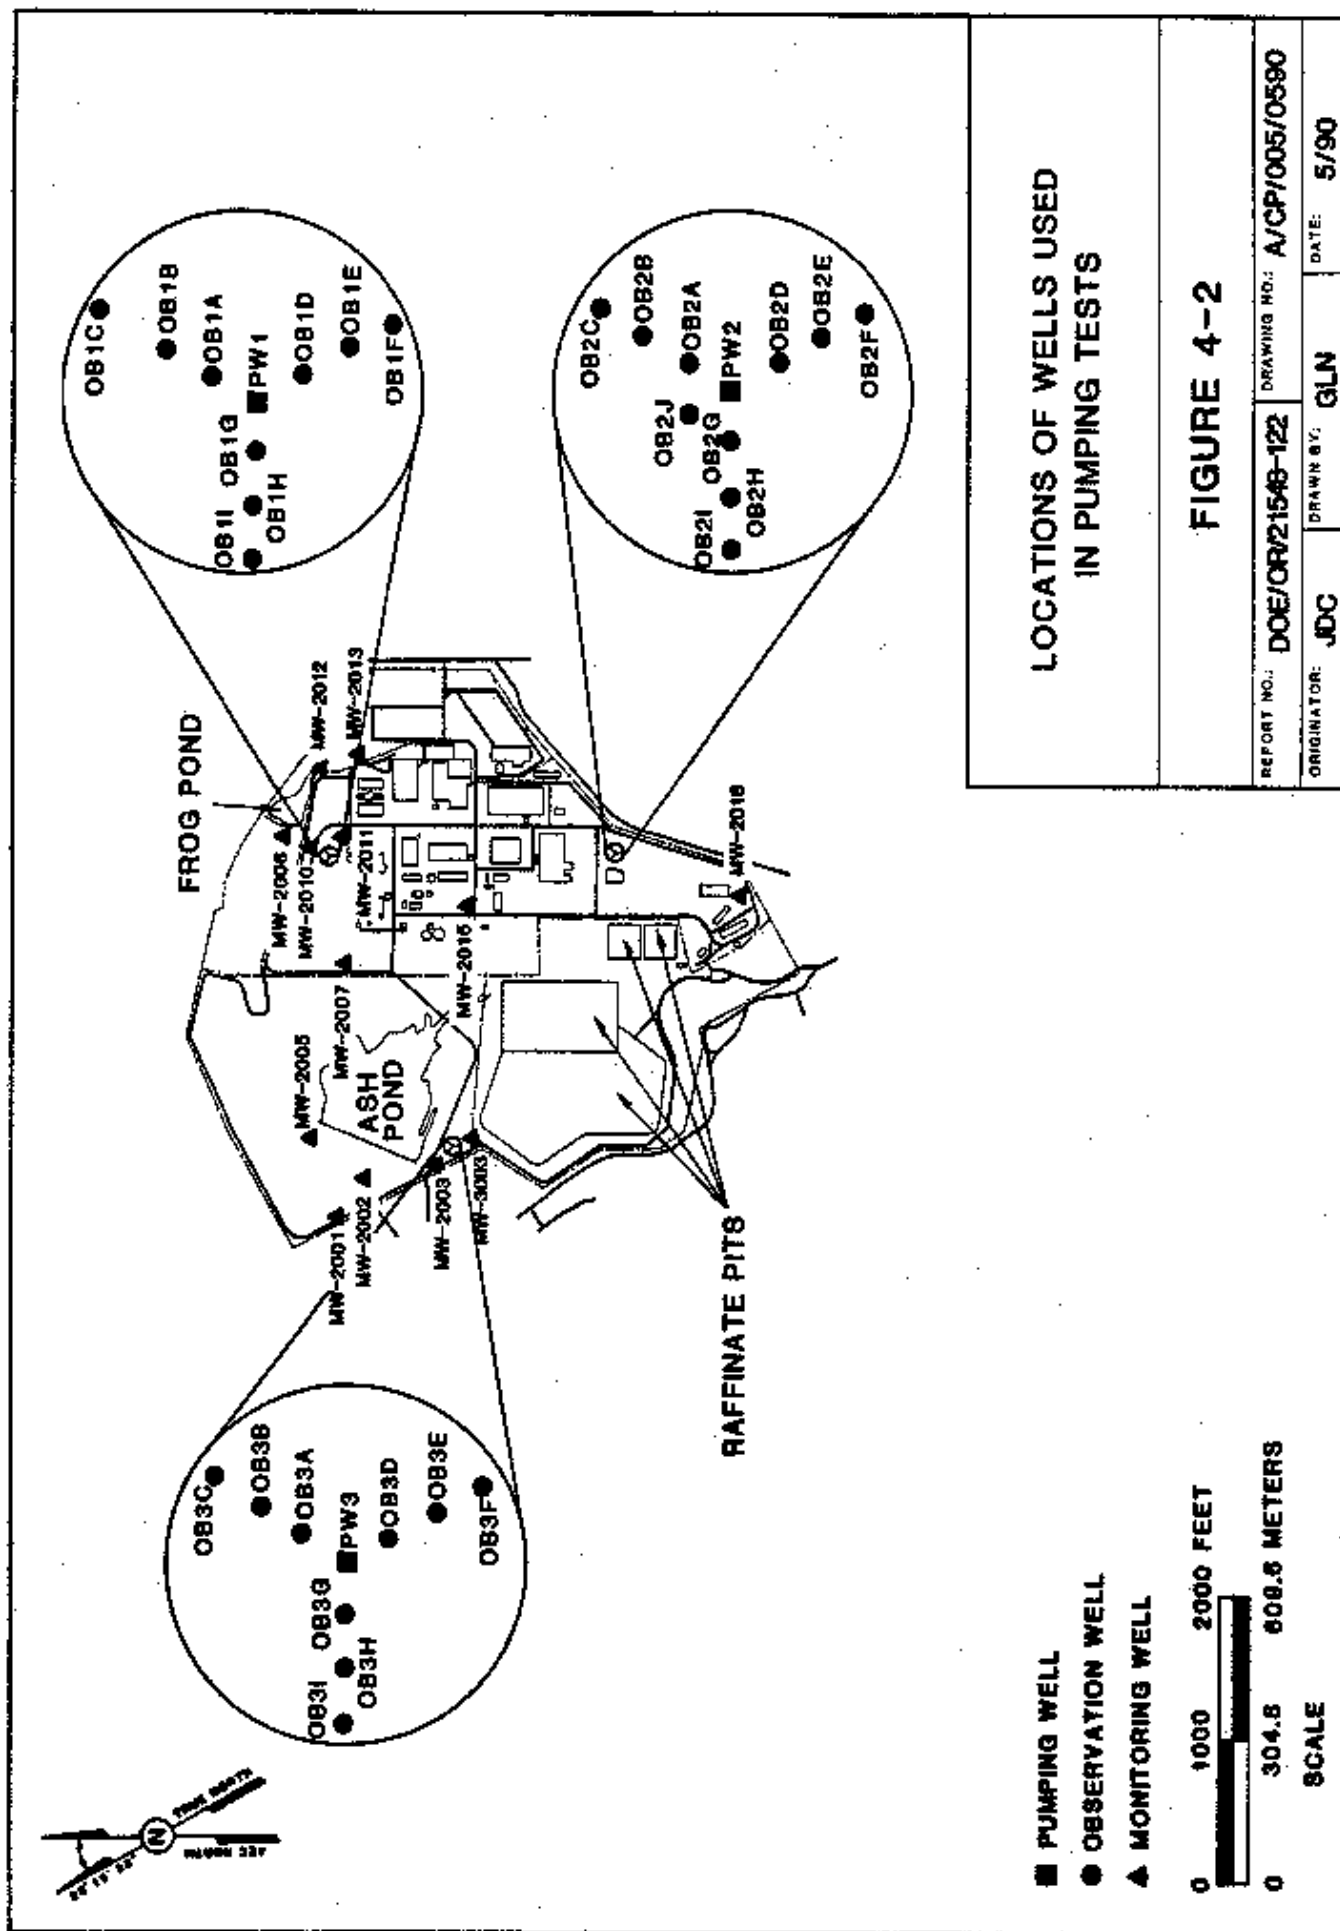 TRUE NORTH
AEC NORTH
N
OB3C
OB3B
OB3A
PW3
OB3D
OB3E
OB3F
OB3G
OB3H
OB3I
FROG POND
OB1C
OB1B
OB1A
PW1
OB1D
OB1E
OB1F
OB1G
OB1H
OB1I
OB2C
OB2B
OB2A
PW2
OB2D
OB2E
OB2F
OB2J
OB2G
OB2H
OB2I
MW-2012
MW-2013
MW-2006
MW-2010
MW-2011
MW-2007
MW-2005
ASH
POND
MW-2015
MW-2018
MW-2001
MW-2002
MW-2003
MW-3003
RAFFINATE PITS
PUMPING WELL
OBSERVATION WELL
MONITORING WELL
0 1000 2000 FEET
0 304.8 609.6 METERS
SCALE
LOCATIONS OF WELLS USED
IN PUMPING TESTS
FIGURE 4-2
REPORT NO.: DOE/OR/21548-122 DRAWING NO.: A/CP/005/0590
ORIGINATOR: JDC DRAWN BY: GLN DATE: 5/90